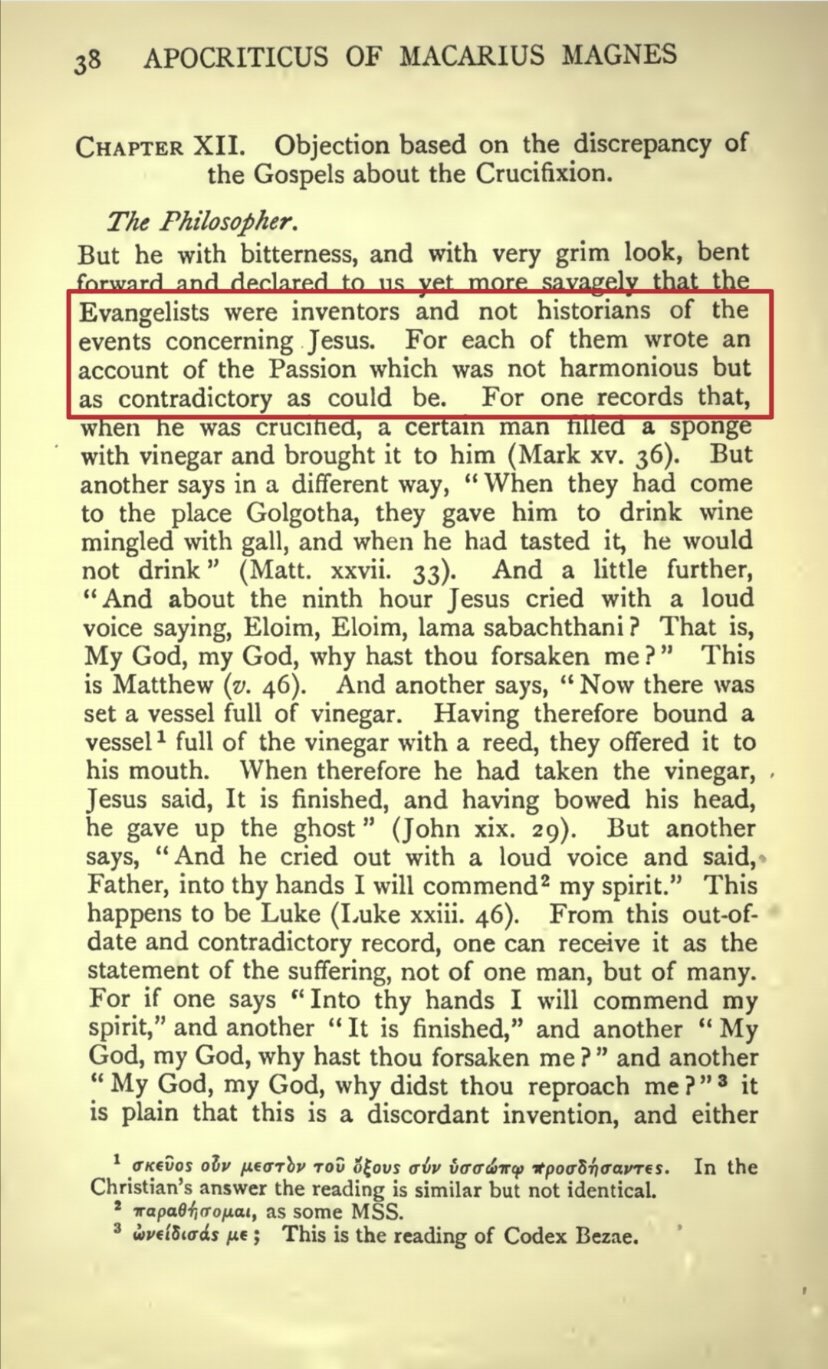 38 APOCRITICUS OF MACARIUS MAGNES
CHAPTER XII. Objection based on the discrepancy of
the Gospels about the Crucifixion.
The Philosopher.
But he with bitterness, and with very grim look, bent
forward and declared to us yet more savagely that the
Evangelists were inventors and not historians of the
events concerning Jesus. For each of them wrote an
account of the Passion which was not harmonious but
as contradictory as could be. For one records that,
when he was crucified, a certain man filled a sponge
with vinegar and brought it to him (Mark xv. 36). But
another says in a different way, “When they had come
to the place Golgotha, they gave him to drink wine
mingled with gall, and when he had tasted it, he would
not drink” (Matt. xxvii. 33). And a little further,
“And about the ninth hour Jesus cried with a loud
voice saying, Eloim, Eloim, lama sabachthani? That is,
My God, my God, why hast thou forsaken me?” This
is Matthew (v. 46). And another says, “Now there was
set a vessel full of vinegar. Having therefore bound a
vessel¹ full of the vinegar with a reed, they offered it to
his mouth. When therefore he had taken the vinegar,
Jesus said, It is finished, and having bowed his head,
he gave up the ghost” (John xix. 29). But another
says, “And he cried out with a loud voice and said,
Father, into thy hands I will commend² my spirit.” This
happens to be Luke (Luke xxiii. 46). From this out-of-
date and contradictory record, one can receive it as the
statement of the suffering, not of one man, but of many.
For if one says “Into thy hands I will commend my
spirit,” and another “It is finished,” and another “My
God, my God, why hast thou forsaken me?” and another
“My God, my God, why didst thou reproach me?”³ it
is plain that this is a discordant invention, and either
¹ σκεῦος οὖν μεστὸν τοῦ ὄξους σύν ὑσσώπῳ προσδήσαντες. In the
Christian’s answer the reading is similar but not identical.
² παραθήσομαι, as some MSS.
³ ὠνείδισάς με; This is the reading of Codex Bezae.